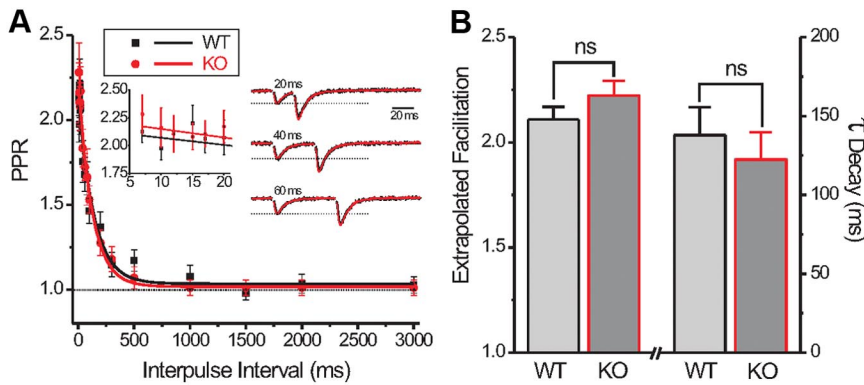 A
WT
KO
PPR
2.5
2.0
1.5
1.0
0 500 1000 1500 2000 2500 3000
Interpulse Interval (ms)
2.50
2.25
2.00
1.75
5 10 15 20
20 ms
40 ms
60 ms
20ms
B
Extrapolated Facilitation
2.5
2.0
1.5
1.0
ns
ns
WT KO WT KO
200
150
100
50
0
τ Decay (ms)